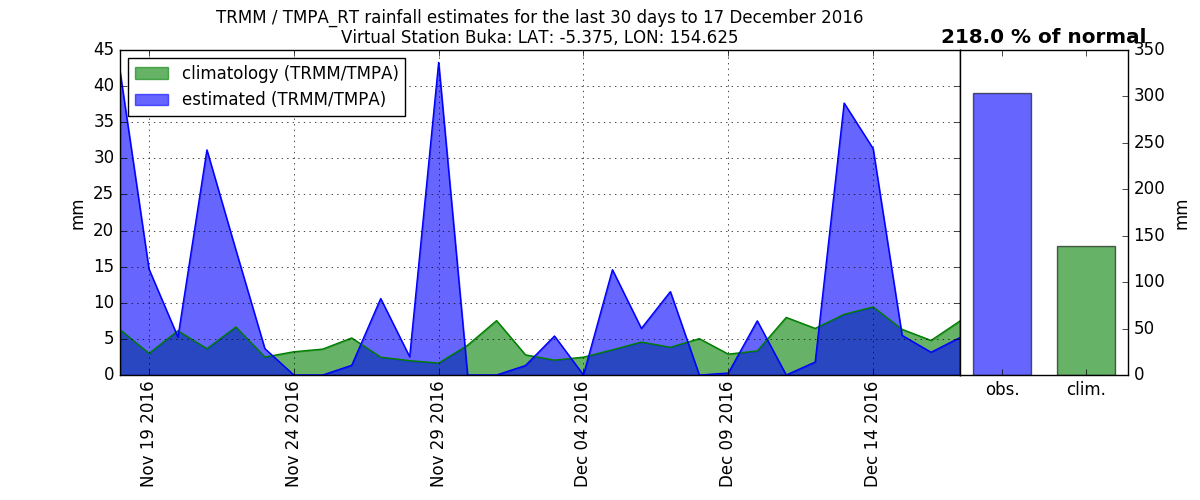 TRMM / TMPA_RT rainfall estimates for the last 30 days to 17 December 2016
Virtual Station Buka: LAT: -5.375, LON: 154.625
218.0 % of normal
climatology (TRMM/TMPA)
estimated (TRMM/TMPA)
45
40
35
30
25
20
15
10
5
0
mm
Nov 19 2016
Nov 24 2016
Nov 29 2016
Dec 04 2016
Dec 09 2016
Dec 14 2016
obs.
clim.
350
300
250
200
150
100
50
0
mm